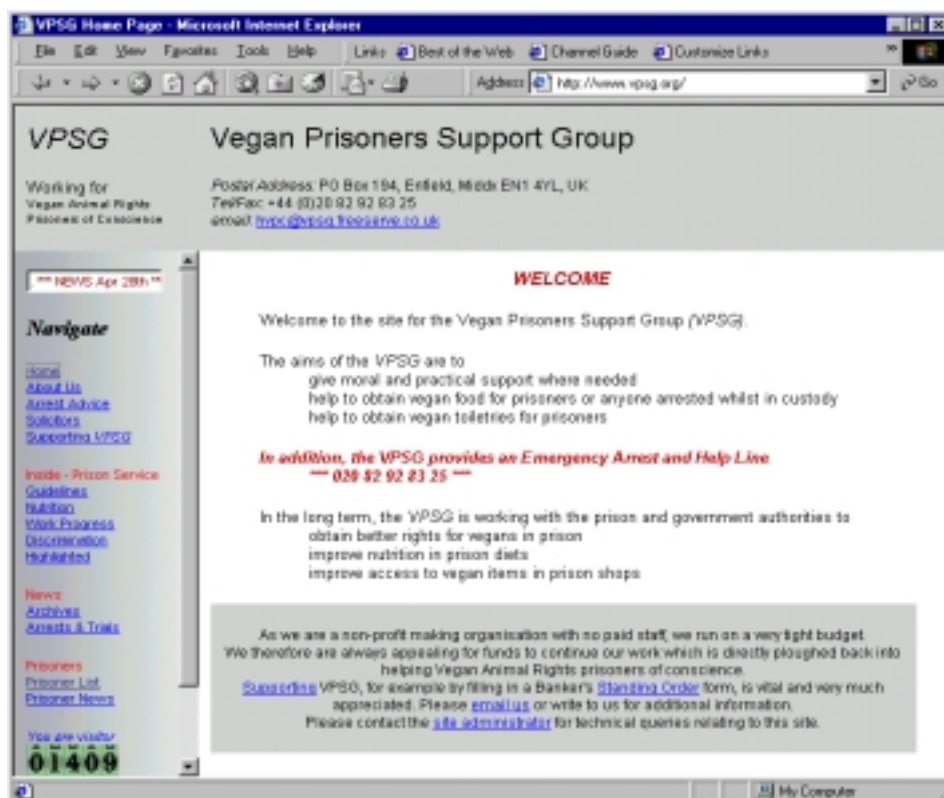 VPSG Home Page - Microsoft Internet Explorer
File Edit View Favorites Tools Help Links Best of the Web Channel Guide Customize Links
Address http://www.vpsg.org/ Go
VPSG
Working for
Vegan Animal Rights
Prisoners of Conscience
Vegan Prisoners Support Group
Postal Address: PO Box 194, Enfield, Middx EN1 4YL, UK
Tel/Fax: +44 (0)20 82 92 83 25
email: hvpc@vpsg.freeserve.co.uk
*** NEWS Apr 28th **
Navigate
Home
About Us
Arrest Advice
Solicitors
Supporting VPSG
Inside - Prison Service
Guidelines
Nutrition
Work Progress
Discrimination
Highlighted
News
Archives
Arrests & Trials
Prisoners
Prisoner List
Prisoner News
You are visitor
01409
WELCOME
Welcome to the site for the Vegan Prisoners Support Group (VPSG).
The aims of the VPSG are to
give moral and practical support where needed
help to obtain vegan food for prisoners or anyone arrested whilst in custody
help to obtain vegan toiletries for prisoners
In addition, the VPSG provides an Emergency Arrest and Help Line
*** 020 82 92 83 25 ***
In the long term, the VPSG is working with the prison and government authorities to
obtain better rights for vegans in prison
improve nutrition in prison diets
improve access to vegan items in prison shops
As we are a non-profit making organisation with no paid staff, we run on a very tight budget.
We therefore are always appealing for funds to continue our work which is directly ploughed back into
helping Vegan Animal Rights prisoners of conscience.
Supporting VPSG, for example by filling in a Banker's Standing Order form, is vital and very much
appreciated. Please email us or write to us for additional information.
Please contact the site administrator for technical queries relating to this site.
My Computer